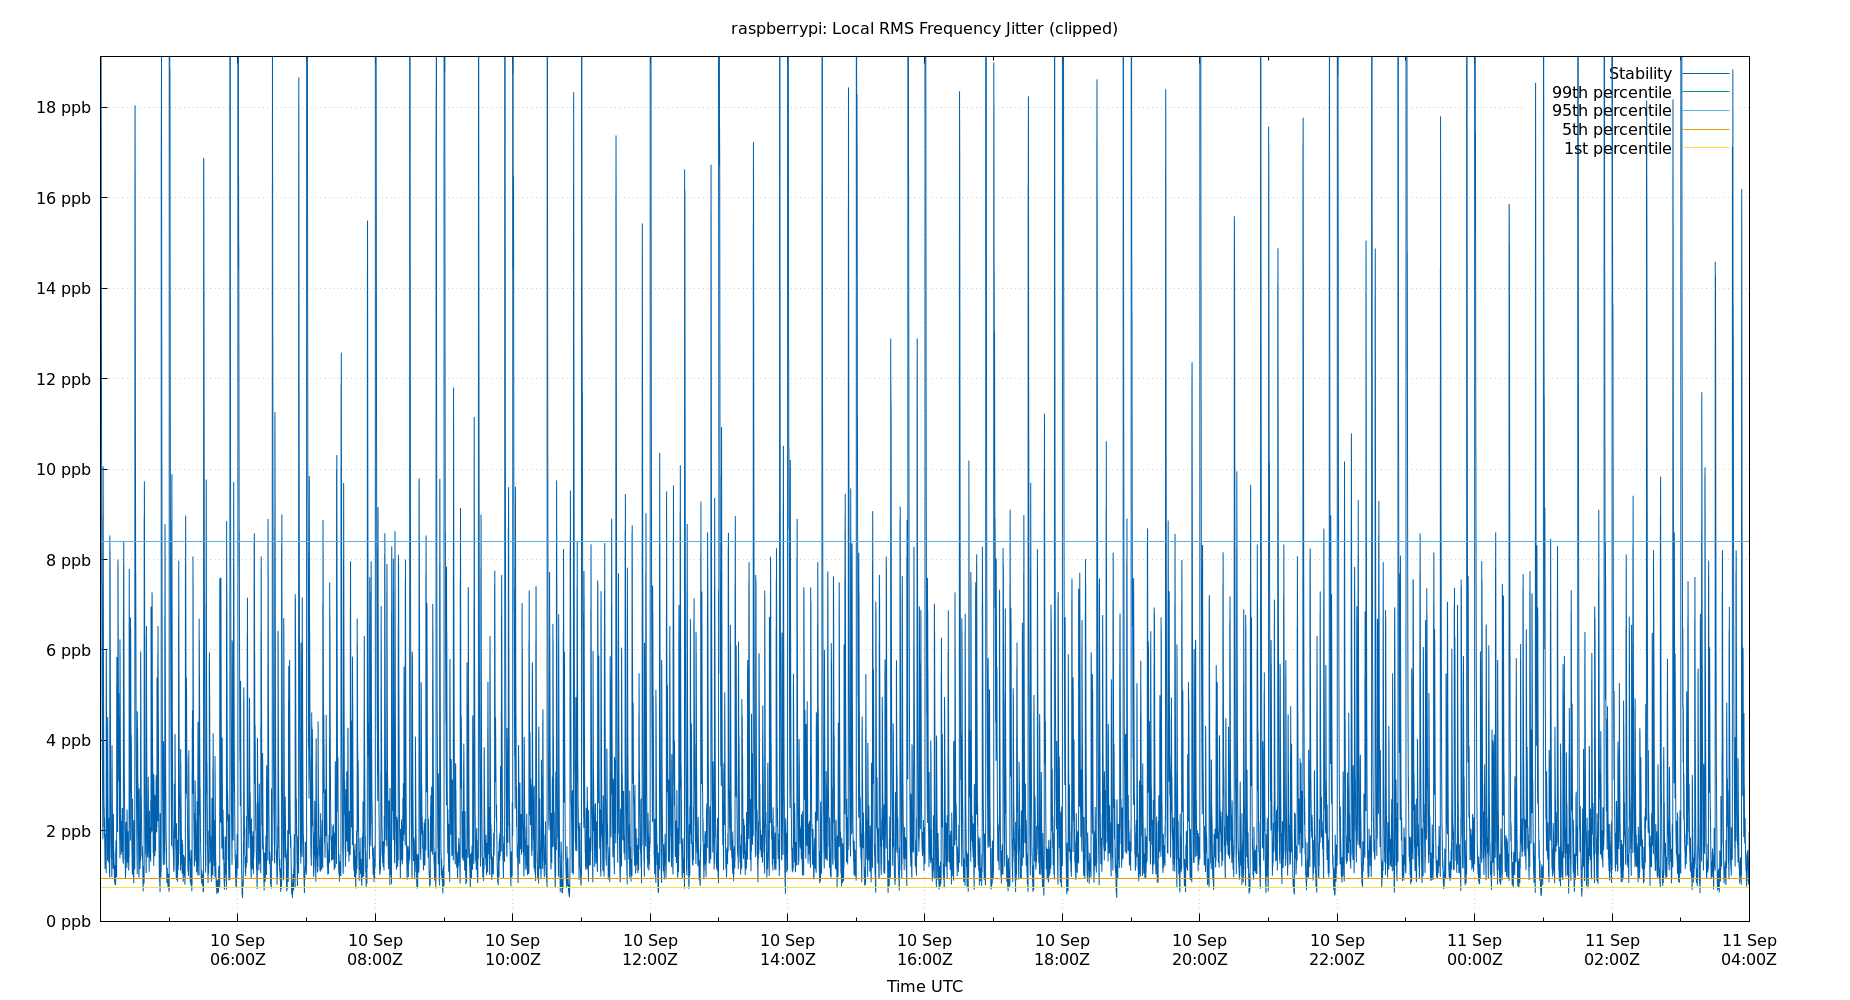 raspberrypi: Local RMS Frequency Jitter (clipped)
Stability
99th percentile
95th percentile
5th percentile
1st percentile
18 ppb
16 ppb
14 ppb
12 ppb
10 ppb
8 ppb
6 ppb
4 ppb
2 ppb
0 ppb
10 Sep 10 Sep 10 Sep 10 Sep 10 Sep 10 Sep 10 Sep 10 Sep 10 Sep 11 Sep 11 Sep 11 Sep
06:00Z 08:00Z 10:00Z 12:00Z 14:00Z 16:00Z 18:00Z 20:00Z 22:00Z 00:00Z 02:00Z 04:00Z
Time UTC